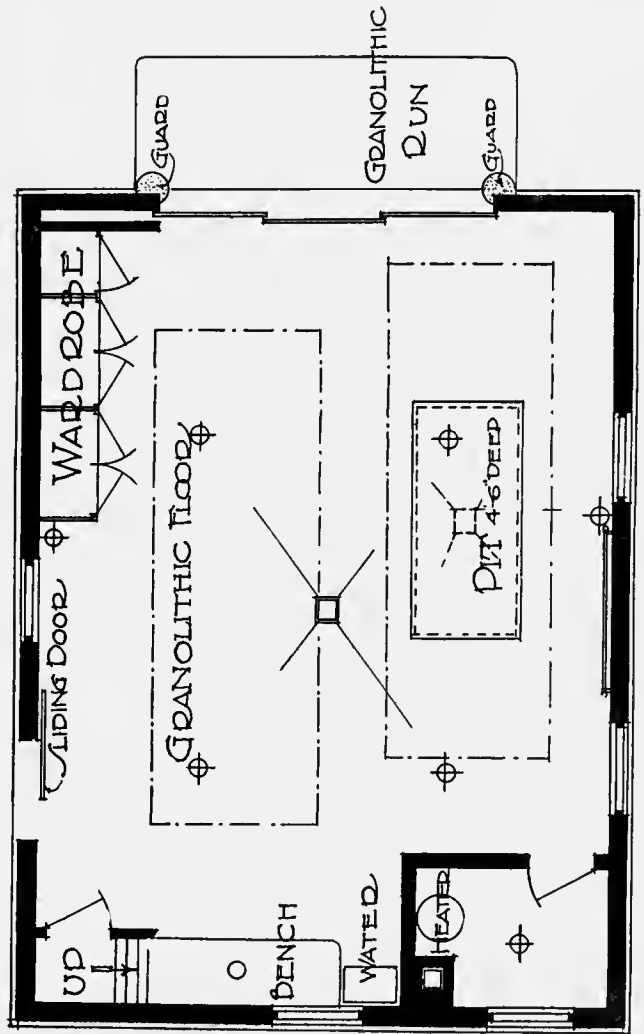 GRANOLITHIC
RUN
GUARD
GUARD
WARDROBE
GRANOLITHIC FLOOR
SLIDING DOOR
PIT 4-6" DEEP
UP
BENCH
WATER
HEATER